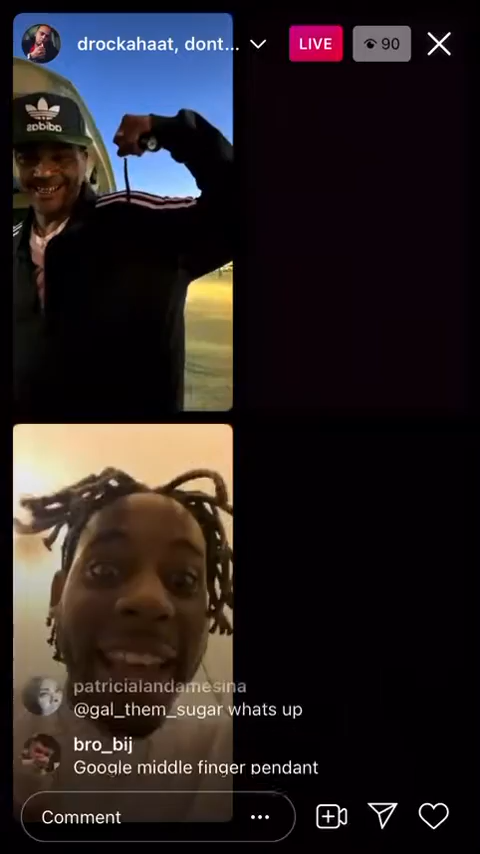 drockahaat, dont...
LIVE
90
adidas
patricialandamesina
@gal_them_sugar whats up
bro_bij
Google middle finger pendant
Comment